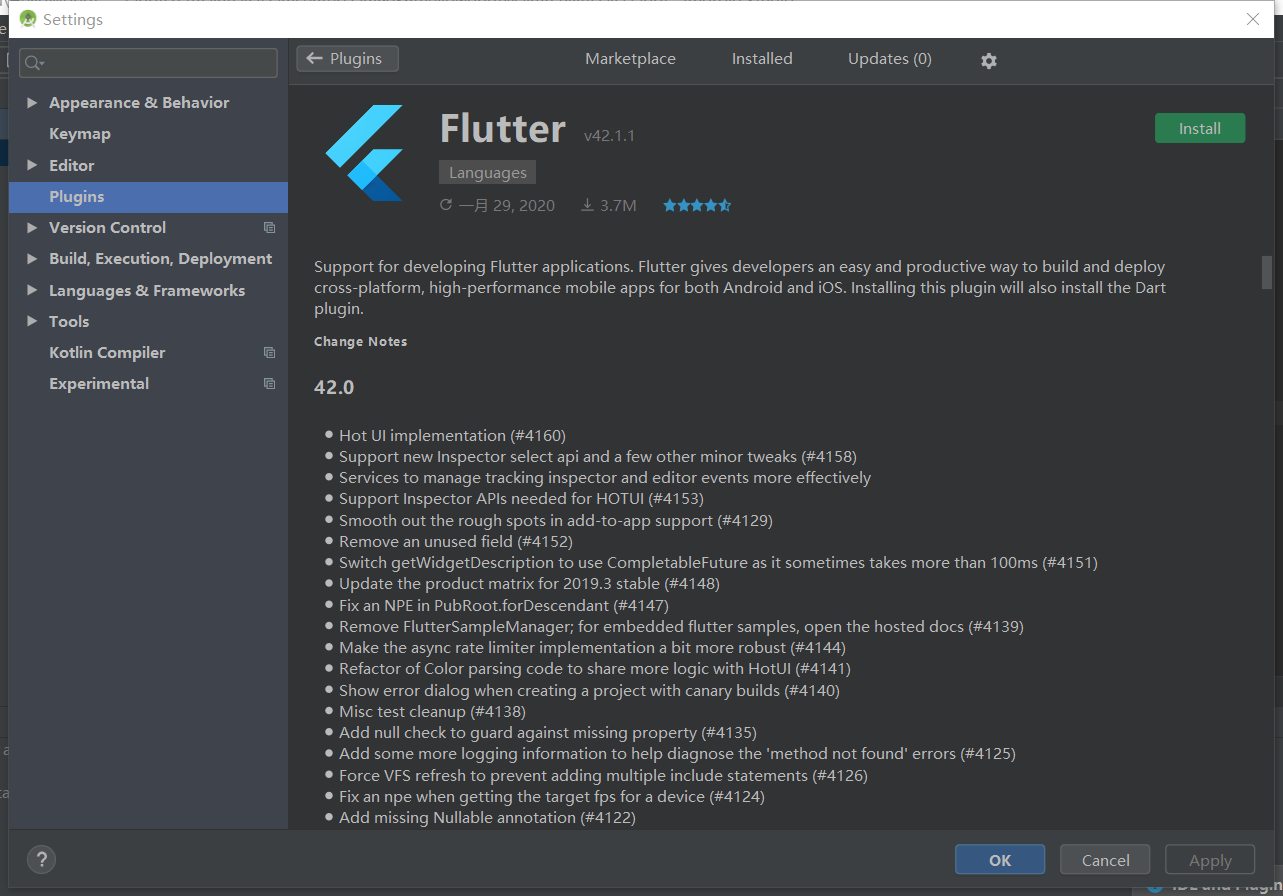 Settings
Plugins
Marketplace
Installed
Updates (0)
Appearance & Behavior
Keymap
Editor
Plugins
Version Control
Build, Execution, Deployment
Languages & Frameworks
Tools
Kotlin Compiler
Experimental
Flutter v42.1.1
Install
Languages
一月 29, 2020 3.7M
Support for developing Flutter applications. Flutter gives developers an easy and productive way to build and deploy
cross-platform, high-performance mobile apps for both Android and iOS. Installing this plugin will also install the Dart
plugin.
Change Notes
42.0
Hot UI implementation (#4160)
Support new Inspector select api and a few other minor tweaks (#4158)
Services to manage tracking inspector and editor events more effectively
Support Inspector APIs needed for HOTUI (#4153)
Smooth out the rough spots in add-to-app support (#4129)
Remove an unused field (#4152)
Switch getWidgetDescription to use CompletableFuture as it sometimes takes more than 100ms (#4151)
Update the product matrix for 2019.3 stable (#4148)
Fix an NPE in PubRoot.forDescendant (#4147)
Remove FlutterSampleManager; for embedded flutter samples, open the hosted docs (#4139)
Make the async rate limiter implementation a bit more robust (#4144)
Refactor of Color parsing code to share more logic with HotUI (#4141)
Show error dialog when creating a project with canary builds (#4140)
Misc test cleanup (#4138)
Add null check to guard against missing property (#4135)
Add some more logging information to help diagnose the 'method not found' errors (#4125)
Force VFS refresh to prevent adding multiple include statements (#4126)
Fix an npe when getting the target fps for a device (#4124)
Add missing Nullable annotation (#4122)
?
OK
Cancel
Apply